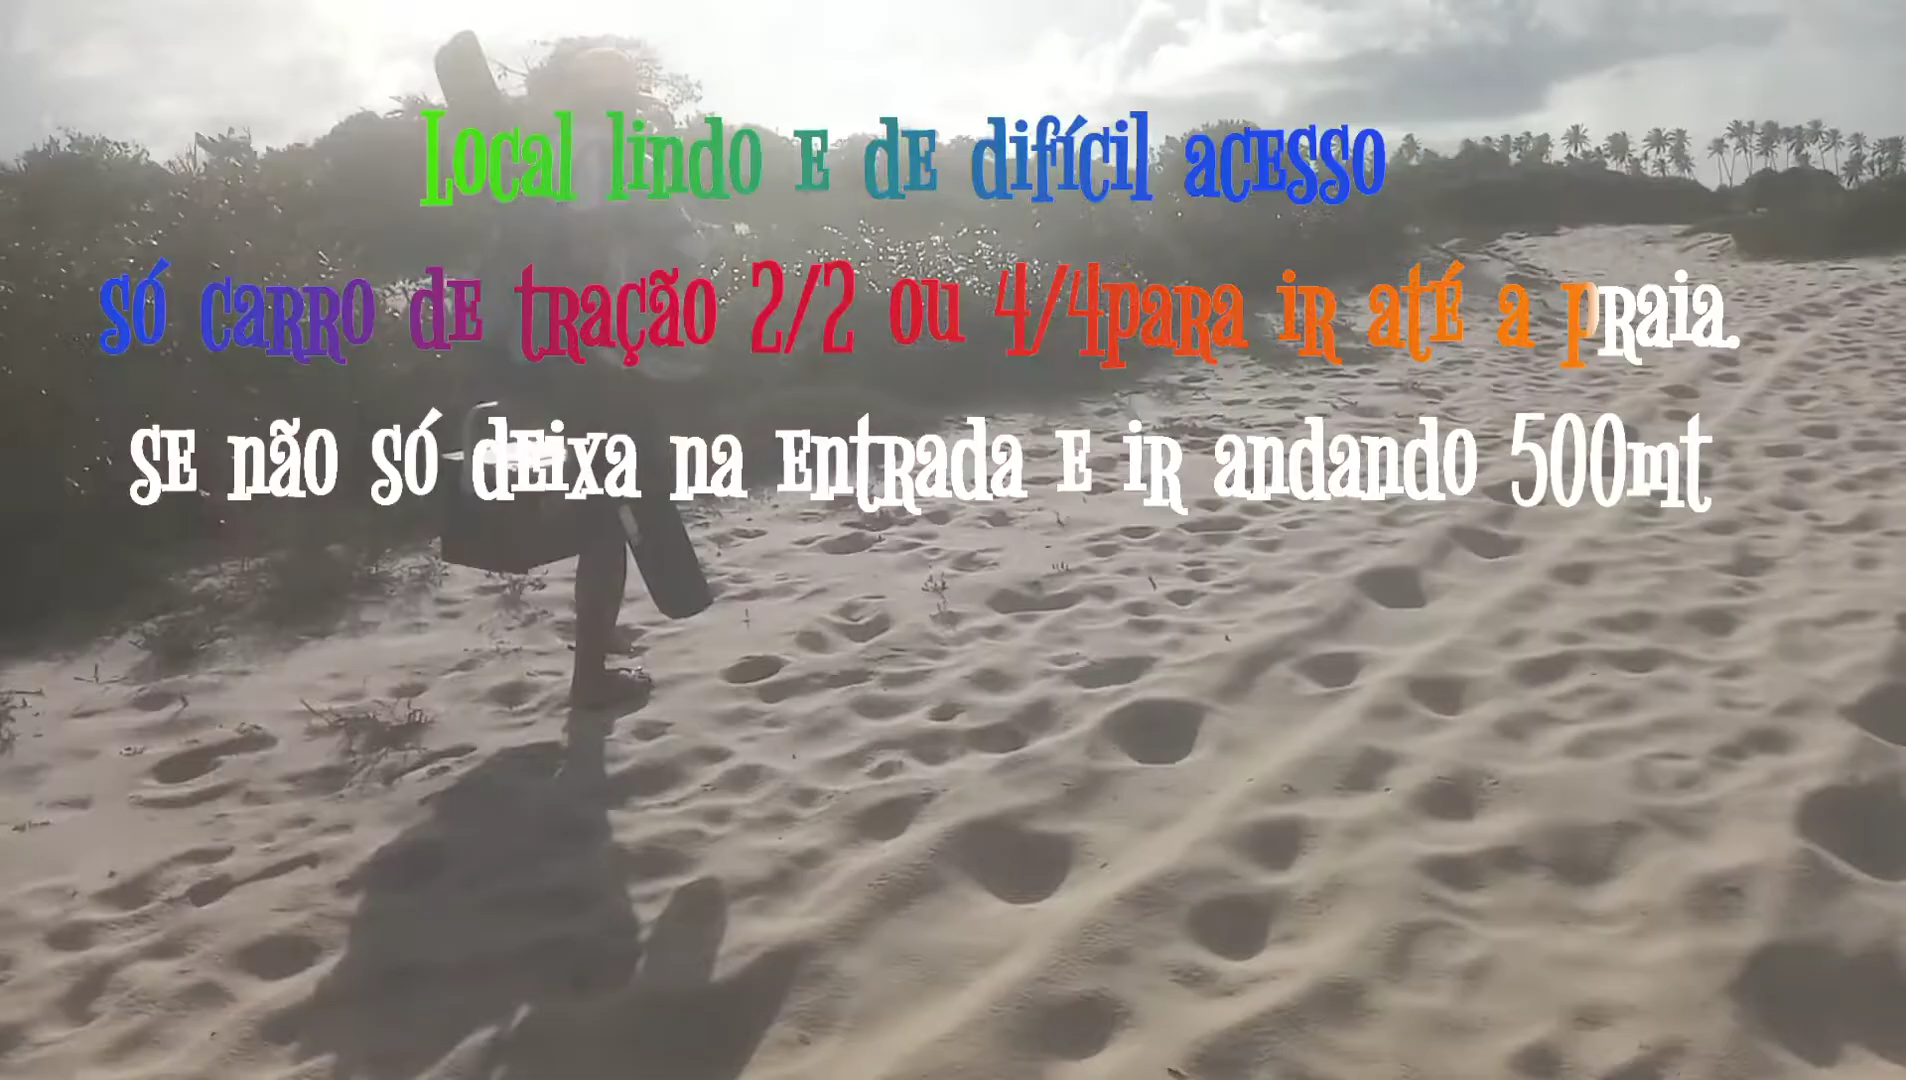 Local lindo e de difícil acesso
só carro de tração 2/2 ou 4/4para ir até a praia.
se não só deixa na entrada e ir andando 500mt